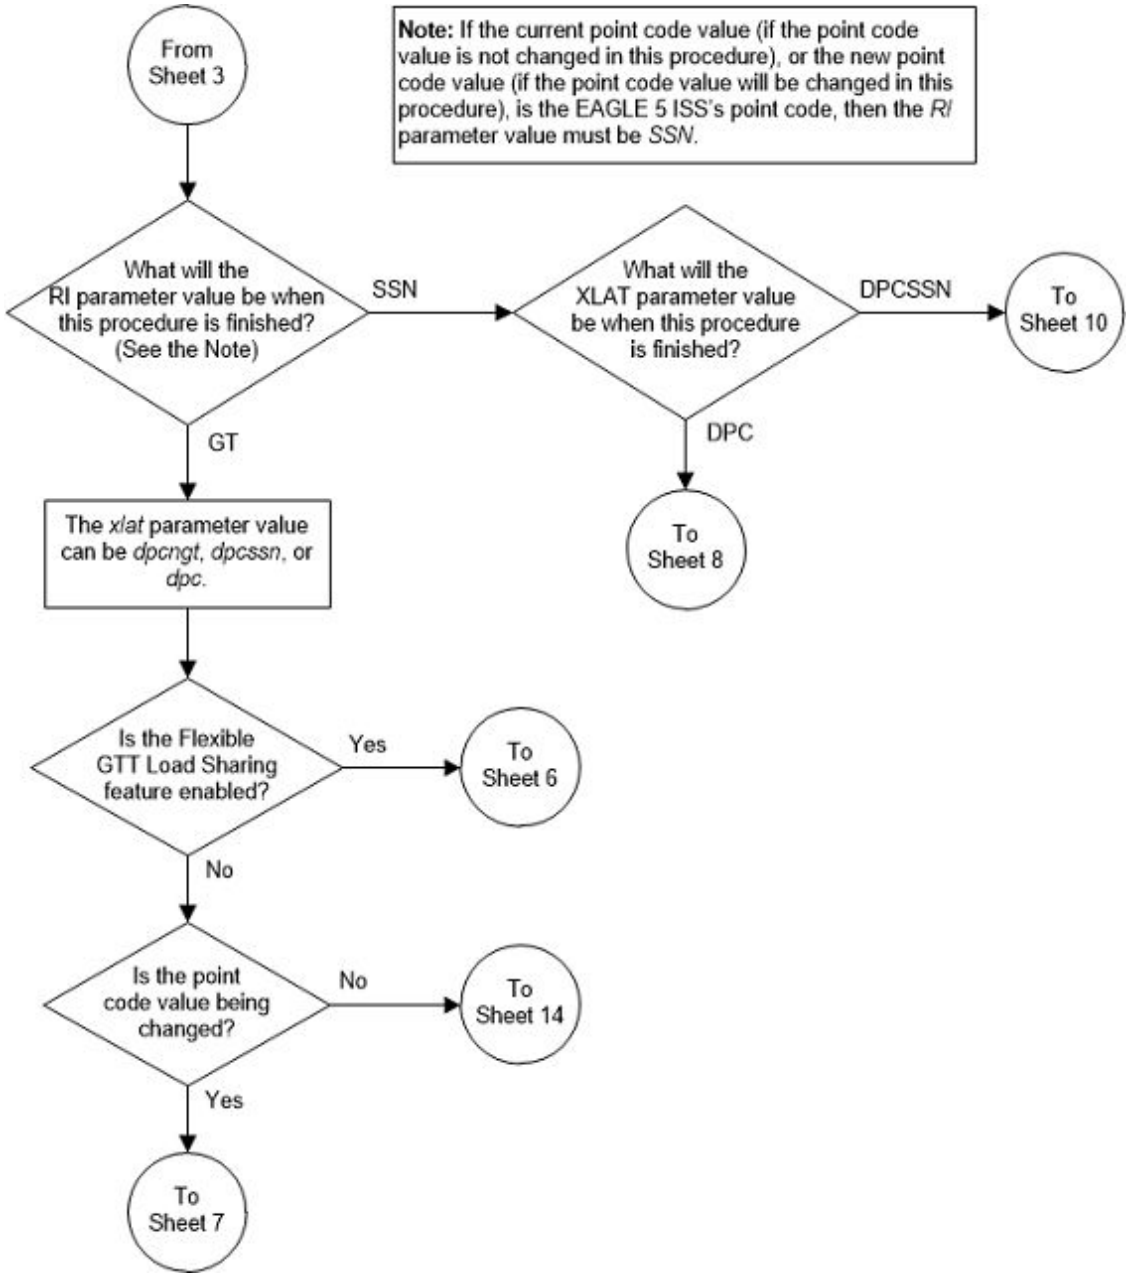 From
Sheet 3
Note: If the current point code value (if the point code
value is not changed in this procedure), or the new point
code value (if the point code value will be changed in this
procedure), is the EAGLE 5 ISS's point code, then the RI
parameter value must be SSN.
What will the
RI parameter value be when
this procedure is finished?
(See the Note)
SSN
What will the
XLAT parameter value
be when this procedure
is finished?
DPCSSN
To
Sheet 10
GT
DPC
The xlat parameter value
can be dpcngt, dpcssn, or
dpc.
To
Sheet 8
Is the Flexible
GTT Load Sharing
feature enabled?
Yes
To
Sheet 6
No
Is the point
code value being
changed?
No
To
Sheet 14
Yes
To
Sheet 7